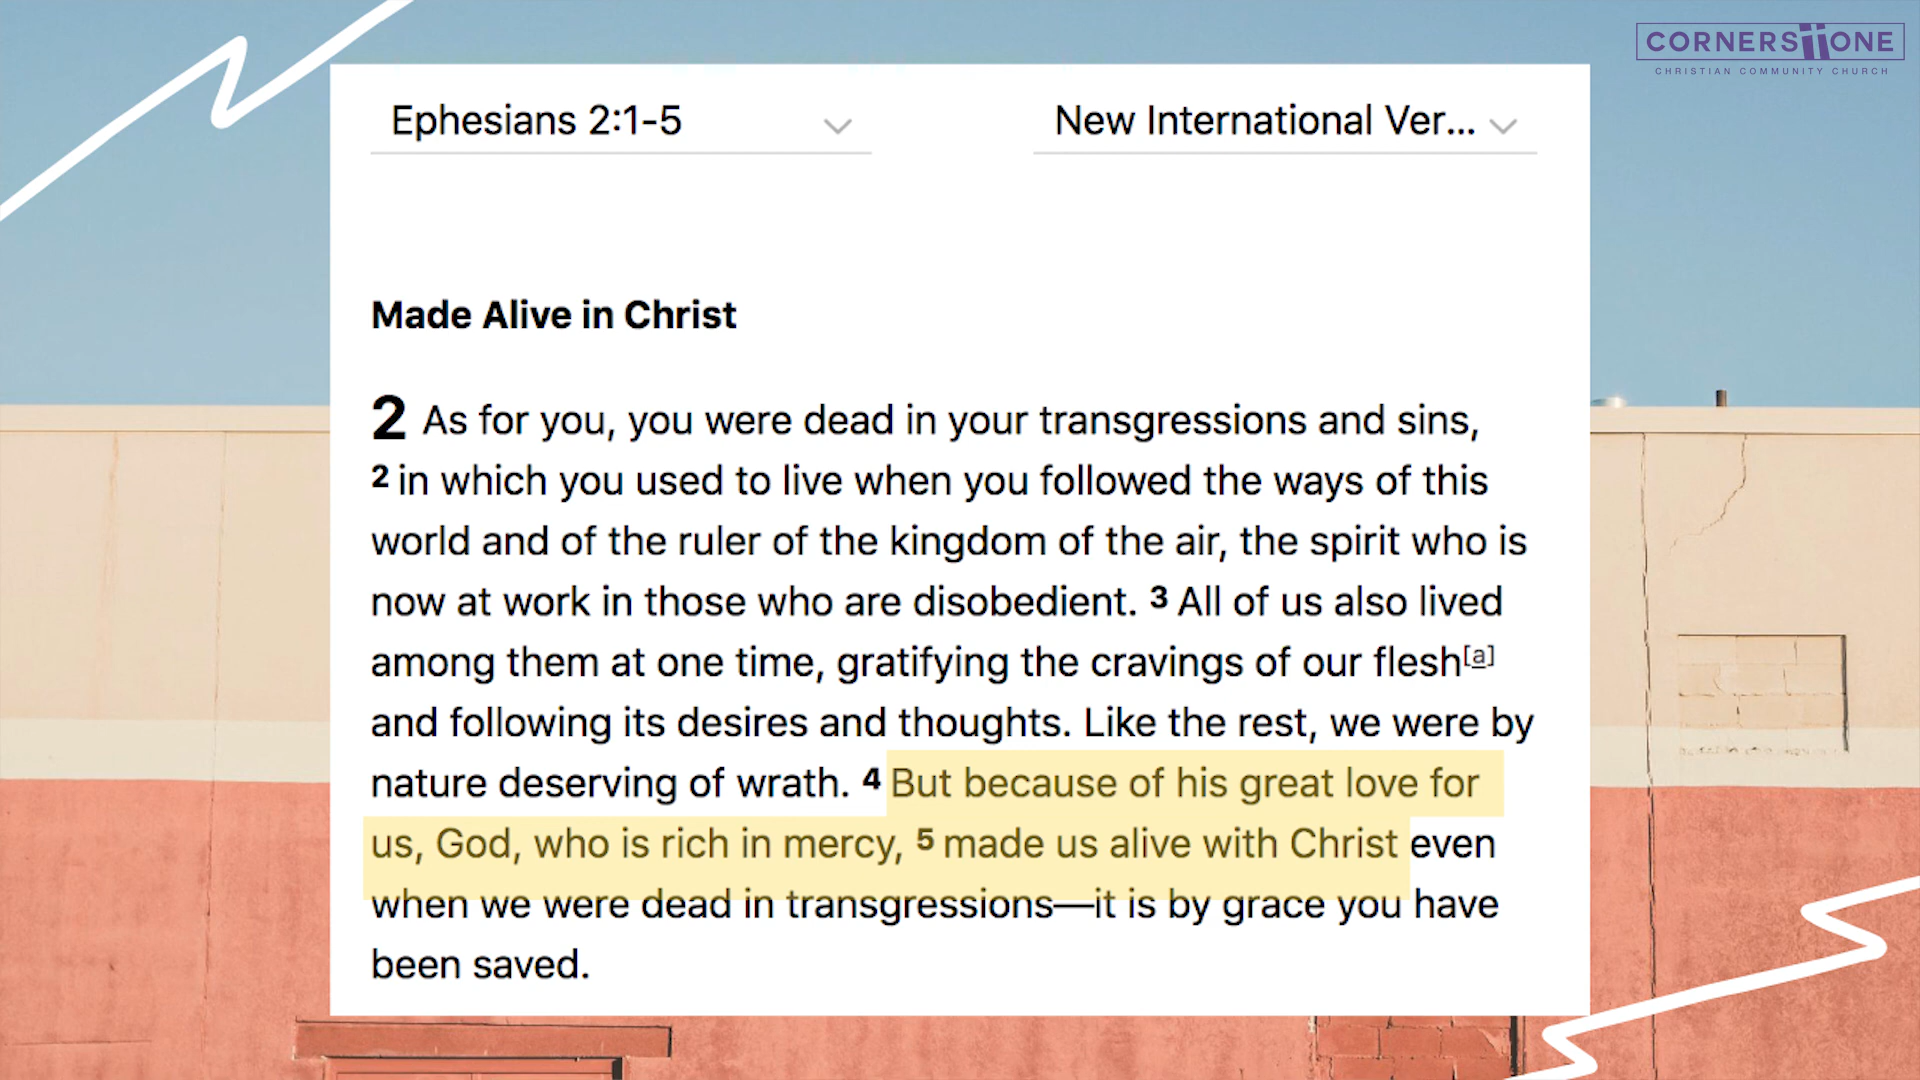 CORNERSTONE
CHRISTIAN COMMUNITY CHURCH
Ephesians 2:1-5
New International Ver...
Made Alive in Christ
2 As for you, you were dead in your transgressions and sins,
2 in which you used to live when you followed the ways of this
world and of the ruler of the kingdom of the air, the spirit who is
now at work in those who are disobedient. 3 All of us also lived
among them at one time, gratifying the cravings of our flesh[a]
and following its desires and thoughts. Like the rest, we were by
nature deserving of wrath. 4 But because of his great love for
us, God, who is rich in mercy, 5 made us alive with Christ even
when we were dead in transgressions—it is by grace you have
been saved.